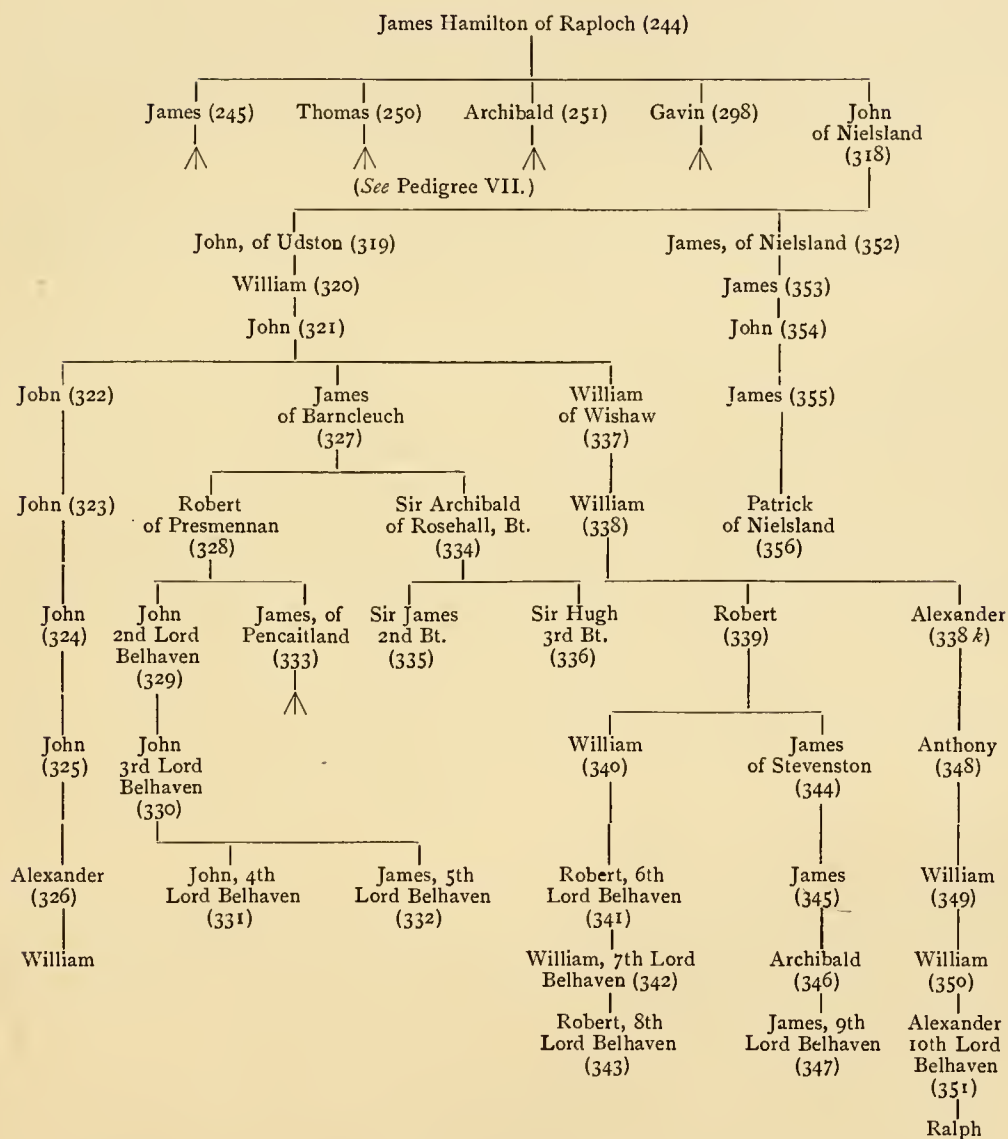 James Hamilton of Raploch (244)
James (245) Thomas (250) Archibald (251) Gavin (298) John
of Nielsland
(318)
(See Pedigree VII.)
John, of Udston (319) James, of Nielsland (352)
William (320) James (353)
John (321) John (354)
John (322) James William James (355)
of Barncleuch of Wishaw
(327) (337)
John (323) Robert Sir Archibald William Patrick
of Presmennan of Rosehall, Bt. (338) of Nielsland
(328) (334) (356)
John John James, of Sir James Sir Hugh Robert Alexander
(324) 2nd Lord Pencaitland 2nd Bt. 3rd Bt. (339) (338 k)
Belhaven (333) (335) (336)
(329)
John John William James Anthony
(325) 3rd Lord (340) of Stevenston (348)
Belhaven (344)
(330)
Alexander John, 4th James, 5th Robert, 6th James William
(326) Lord Belhaven Lord Belhaven Lord Belhaven (345) (349)
(331) (332) (341)
William William, 7th Lord Archibald William
Belhaven (342) (346) (350)
Robert, 8th James, 9th Alexander
Lord Belhaven Lord Belhaven 10th Lord
(343) (347) Belhaven
(351)
Ralph